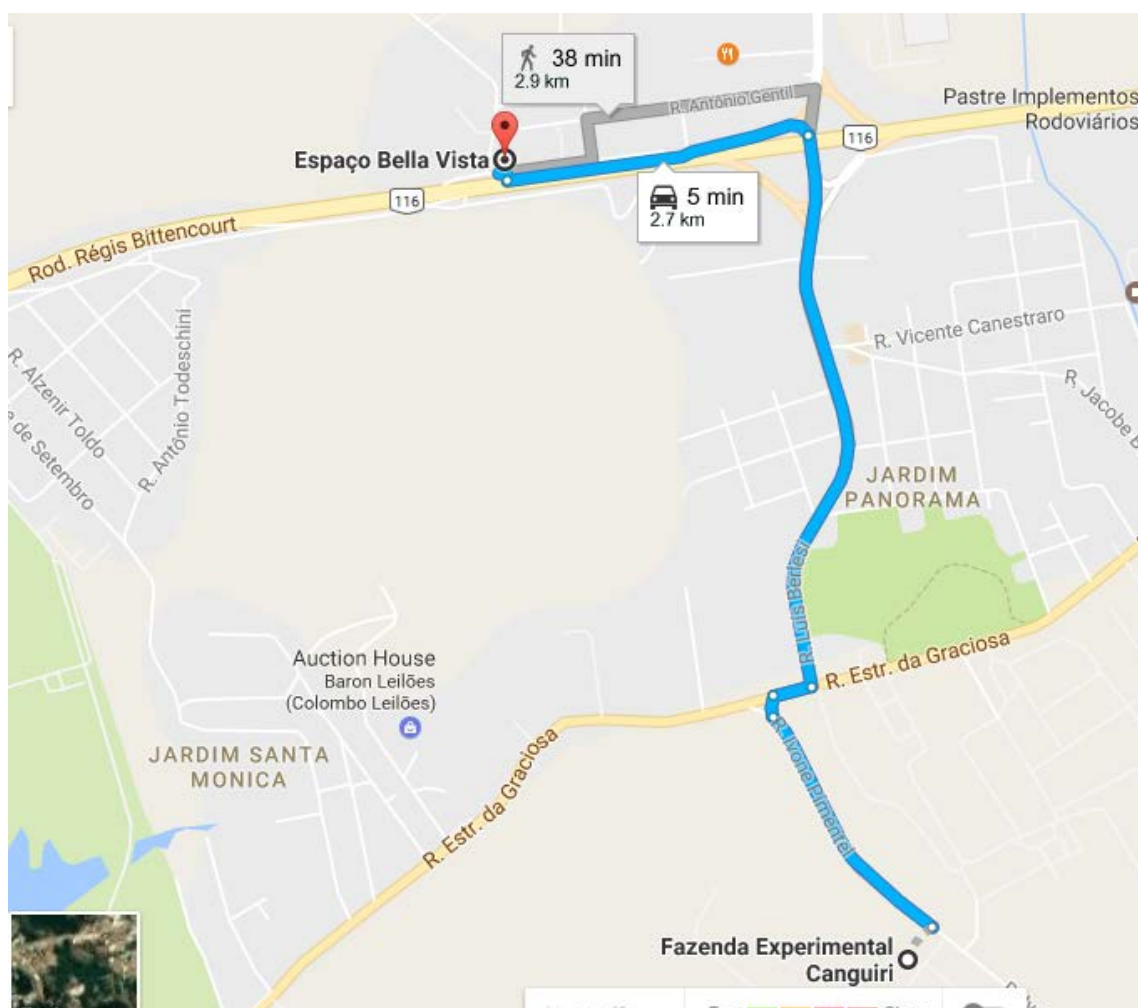 38 min
2.9 km
R. Antônio Gentil
Pastre Implementos
Rodoviários
116
Espaço Bella Vista
5 min
2.7 km
116
Rod. Régis Bittencourt
R. Vicente Canestraro
R. Antônio Todeschini
R. Alzenir Toldo
de Setembro
R. Jacobe
JARDIM
PANORAMA
R. Luis Berlesi
R. Estr. da Graciosa
Auction House
Baron Leilões
(Colombo Leilões)
JARDIM SANTA
MONICA
R. Estr. da Graciosa
R. Ivone Pimentel
Fazenda Experimental
Canguiri